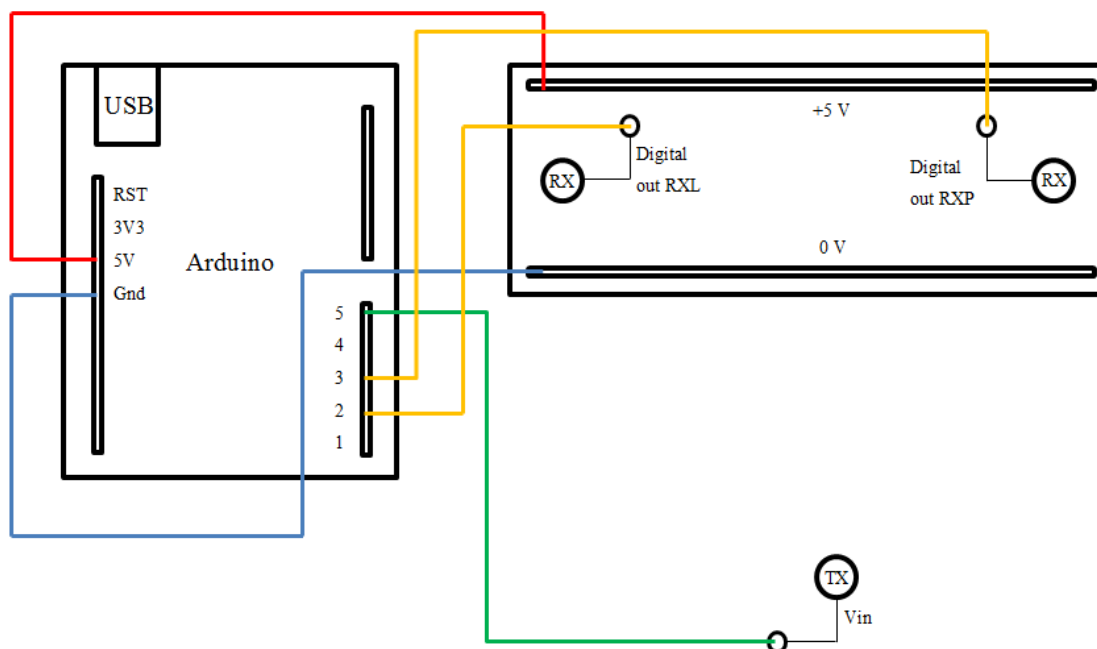 USB
RST
3V3
5V
Gnd
Arduino
5
4
3
2
1
+5 V
Digital
out RXL
RX
Digital
out RXP
RX
0 V
TX
Vin